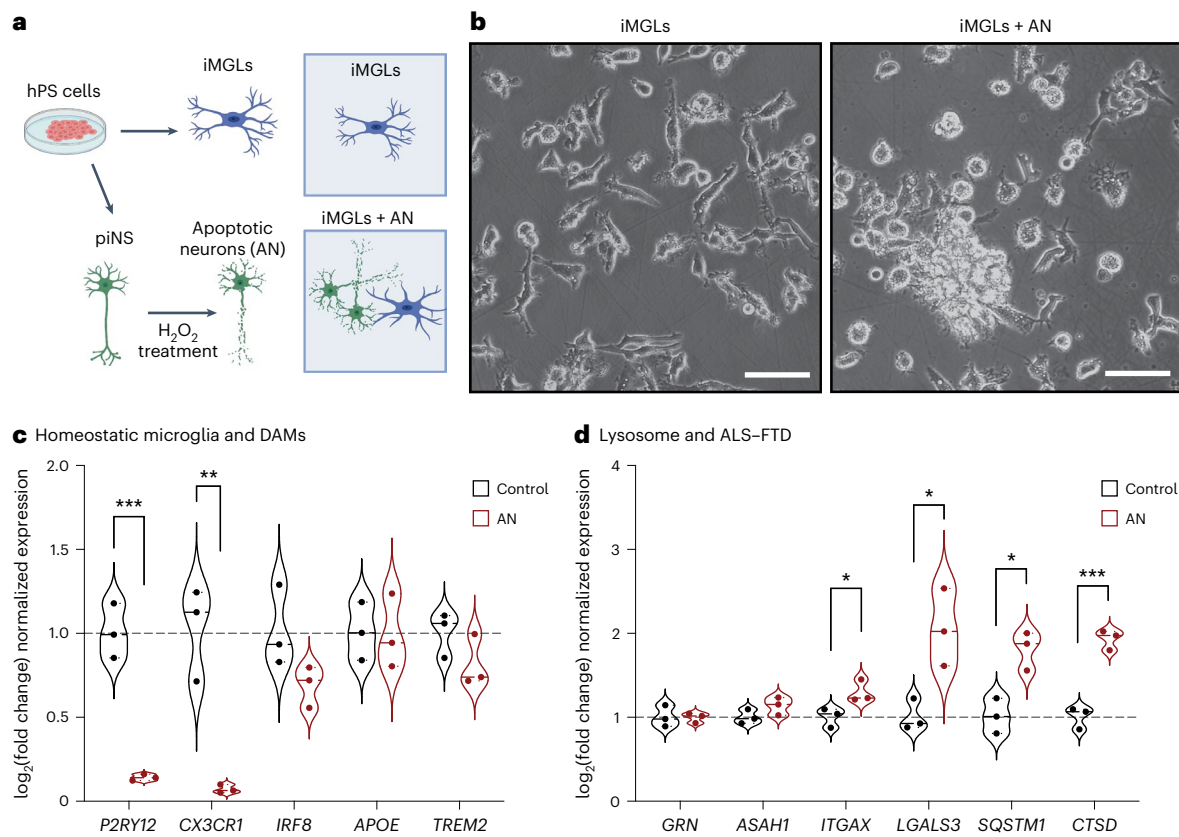 a
hPS cells
iMGLs
iMGLs
piNS
Apoptotic
neurons (AN)
H2O2
treatment
iMGLs + AN
b
iMGLs
iMGLs + AN
c Homeostatic microglia and DAMs
log2(fold change) normalized expression
2.0
1.5
1.0
0.5
0
***
**
Control
AN
P2RY12 CX3CR1 IRF8 APOE TREM2
d Lysosome and ALS–FTD
log2(fold change) normalized expression
4
3
2
1
0
*
*
*
***
Control
AN
GRN ASAH1 ITGAX LGALS3 SQSTM1 CTSD